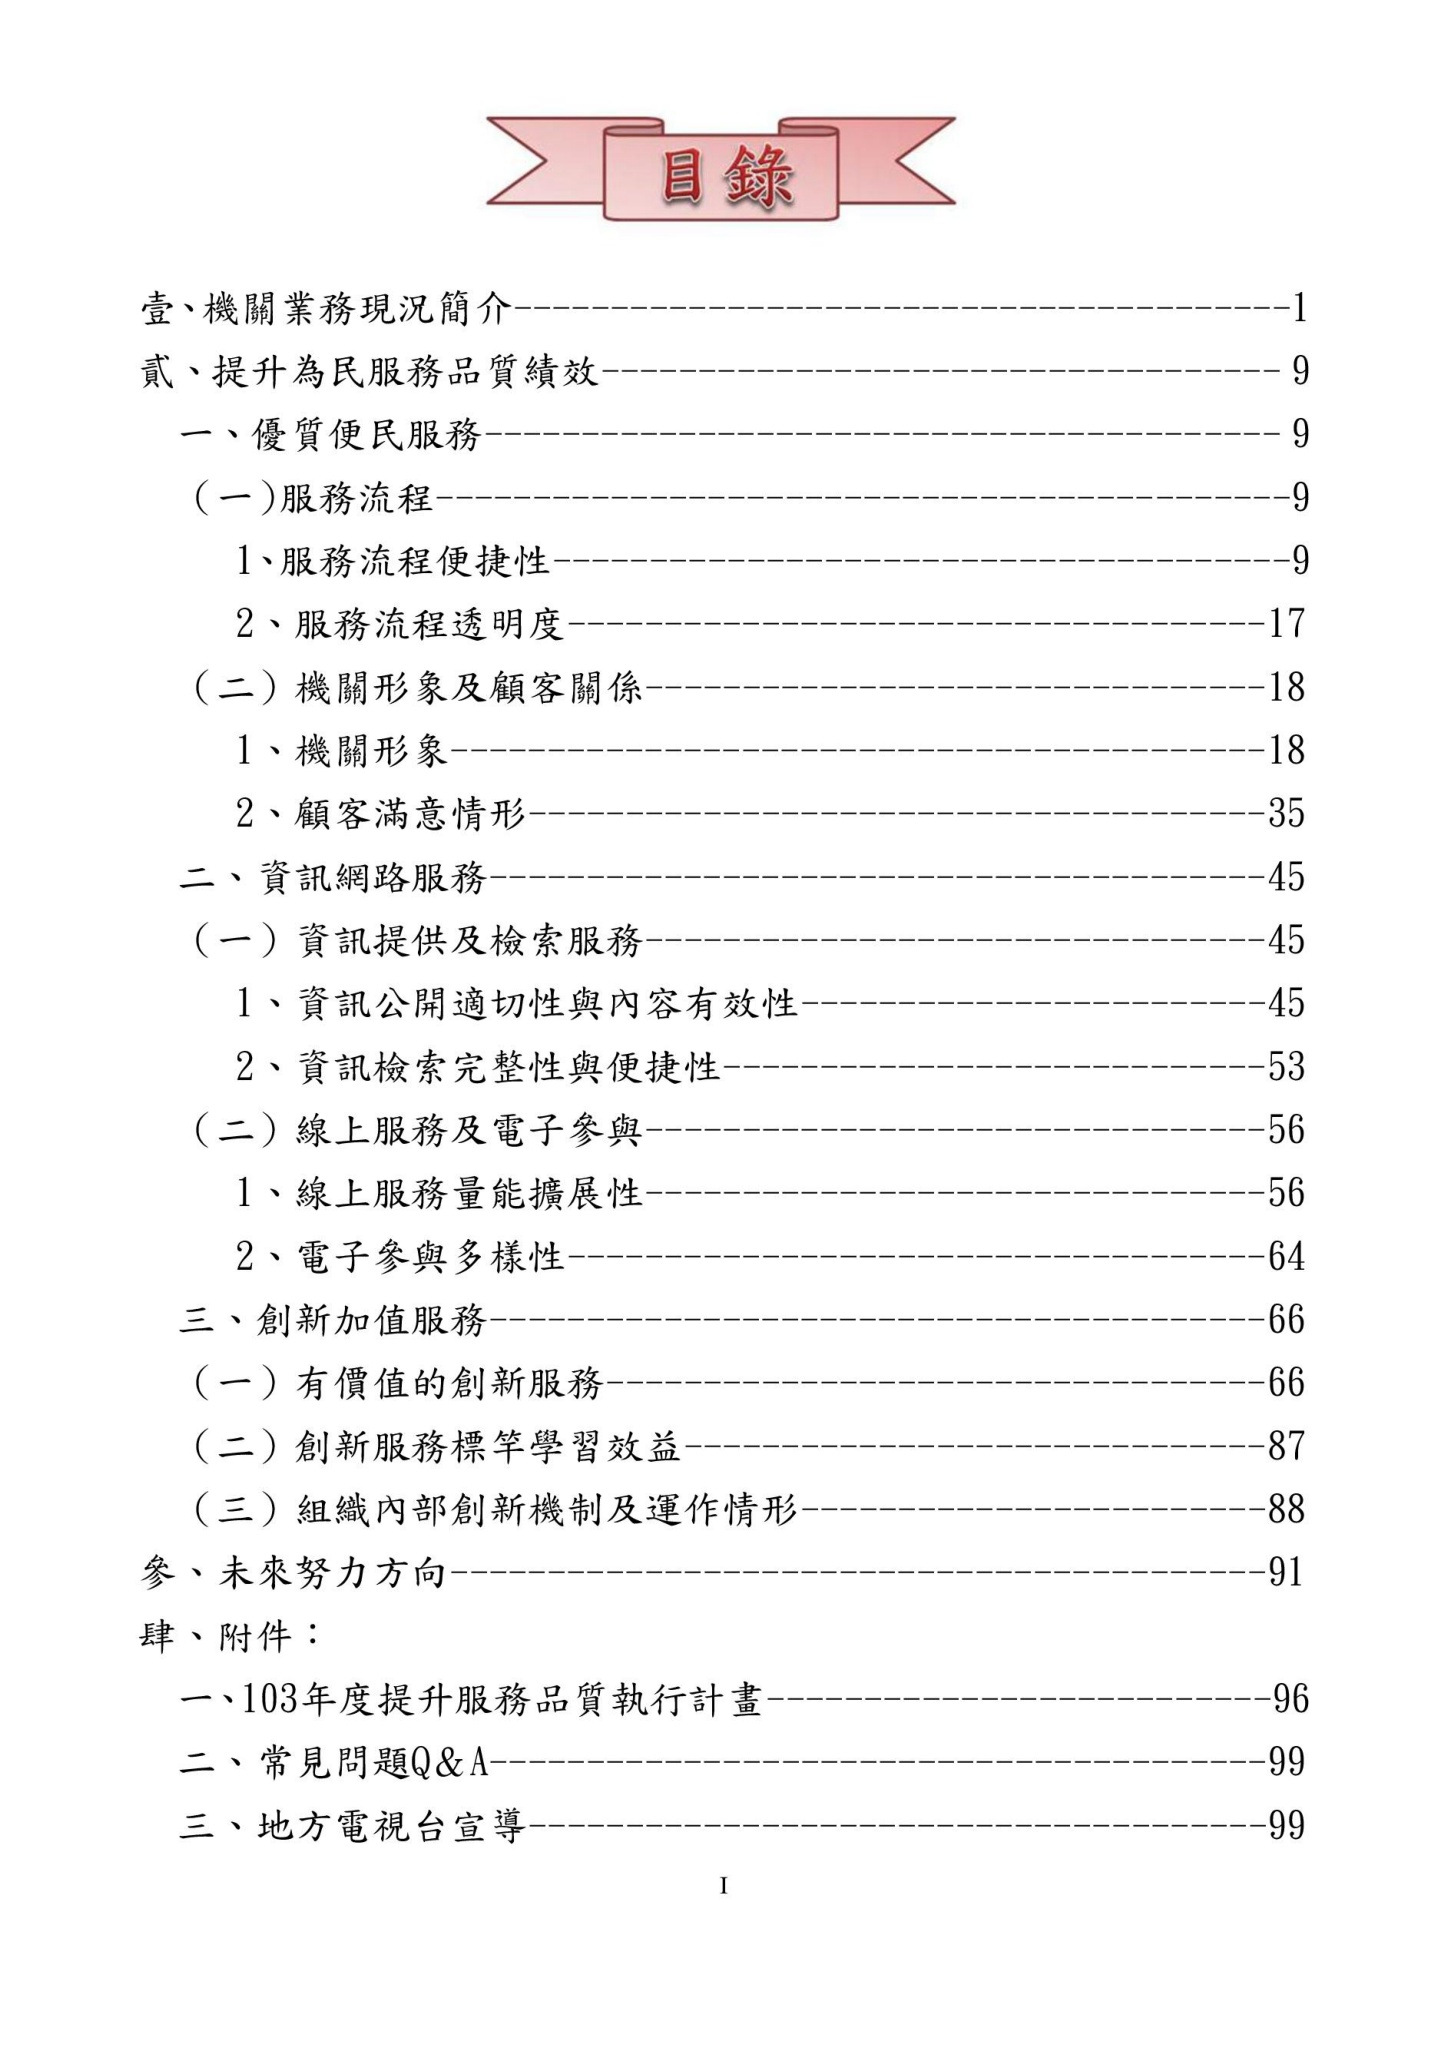 目錄
壹、機關業務現況簡介----------------------------------------1
貳、提升為民服務品質績效----------------------------------- 9
一、優質便民服務----------------------------------------- 9
（一)服務流程--------------------------------------------9
1、服務流程便捷性--------------------------------------9
2、服務流程透明度------------------------------------17
（二）機關形象及顧客關係--------------------------------18
1、機關形象------------------------------------------18
2、顧客滿意情形--------------------------------------35
二、資訊網路服務----------------------------------------45
（一）資訊提供及檢索服務--------------------------------45
1、資訊公開適切性與內容有效性------------------------45
2、資訊檢索完整性與便捷性----------------------------53
（二）線上服務及電子參與--------------------------------56
1、線上服務量能擴展性--------------------------------56
2、電子參與多樣性------------------------------------64
三、創新加值服務----------------------------------------66
（一）有價值的創新服務----------------------------------66
（二）創新服務標竿學習效益------------------------------87
（三）組織內部創新機制及運作情形------------------------88
參、未來努力方向------------------------------------------91
肆、附件：
一、103年度提升服務品質執行計畫--------------------------96
二、常見問題Q&A----------------------------------------99
三、地方電視台宣導--------------------------------------99
I